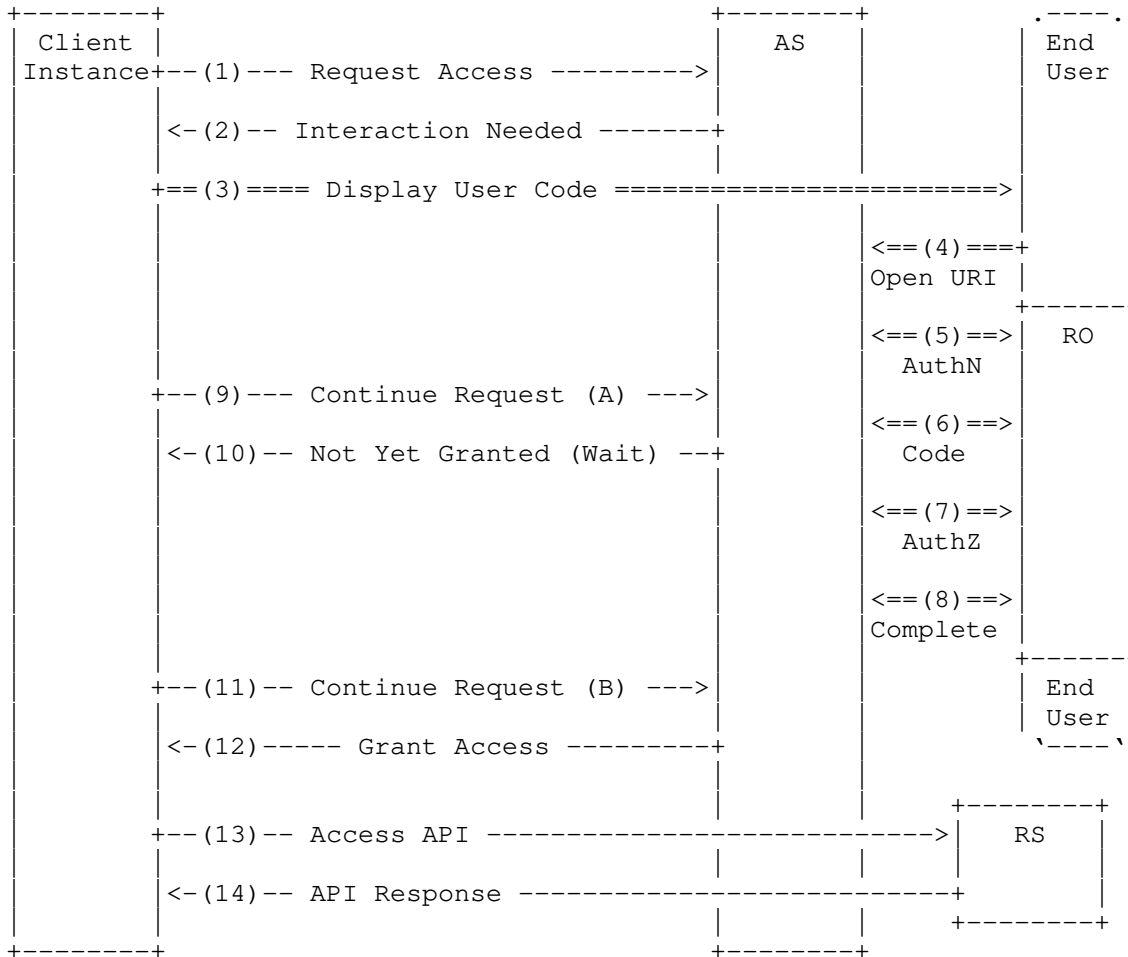 Client AS End
Instance (1) Request Access User
(2) Interaction Needed
(3) Display User Code
(4)
Open URI
(5) RO
AuthN
(9) Continue Request (A)
(6)
(10) Not Yet Granted (Wait) Code
(7)
AuthZ
(8)
Complete
(11) Continue Request (B) End
User
(12) Grant Access
(13) Access API RS
(14) API Response